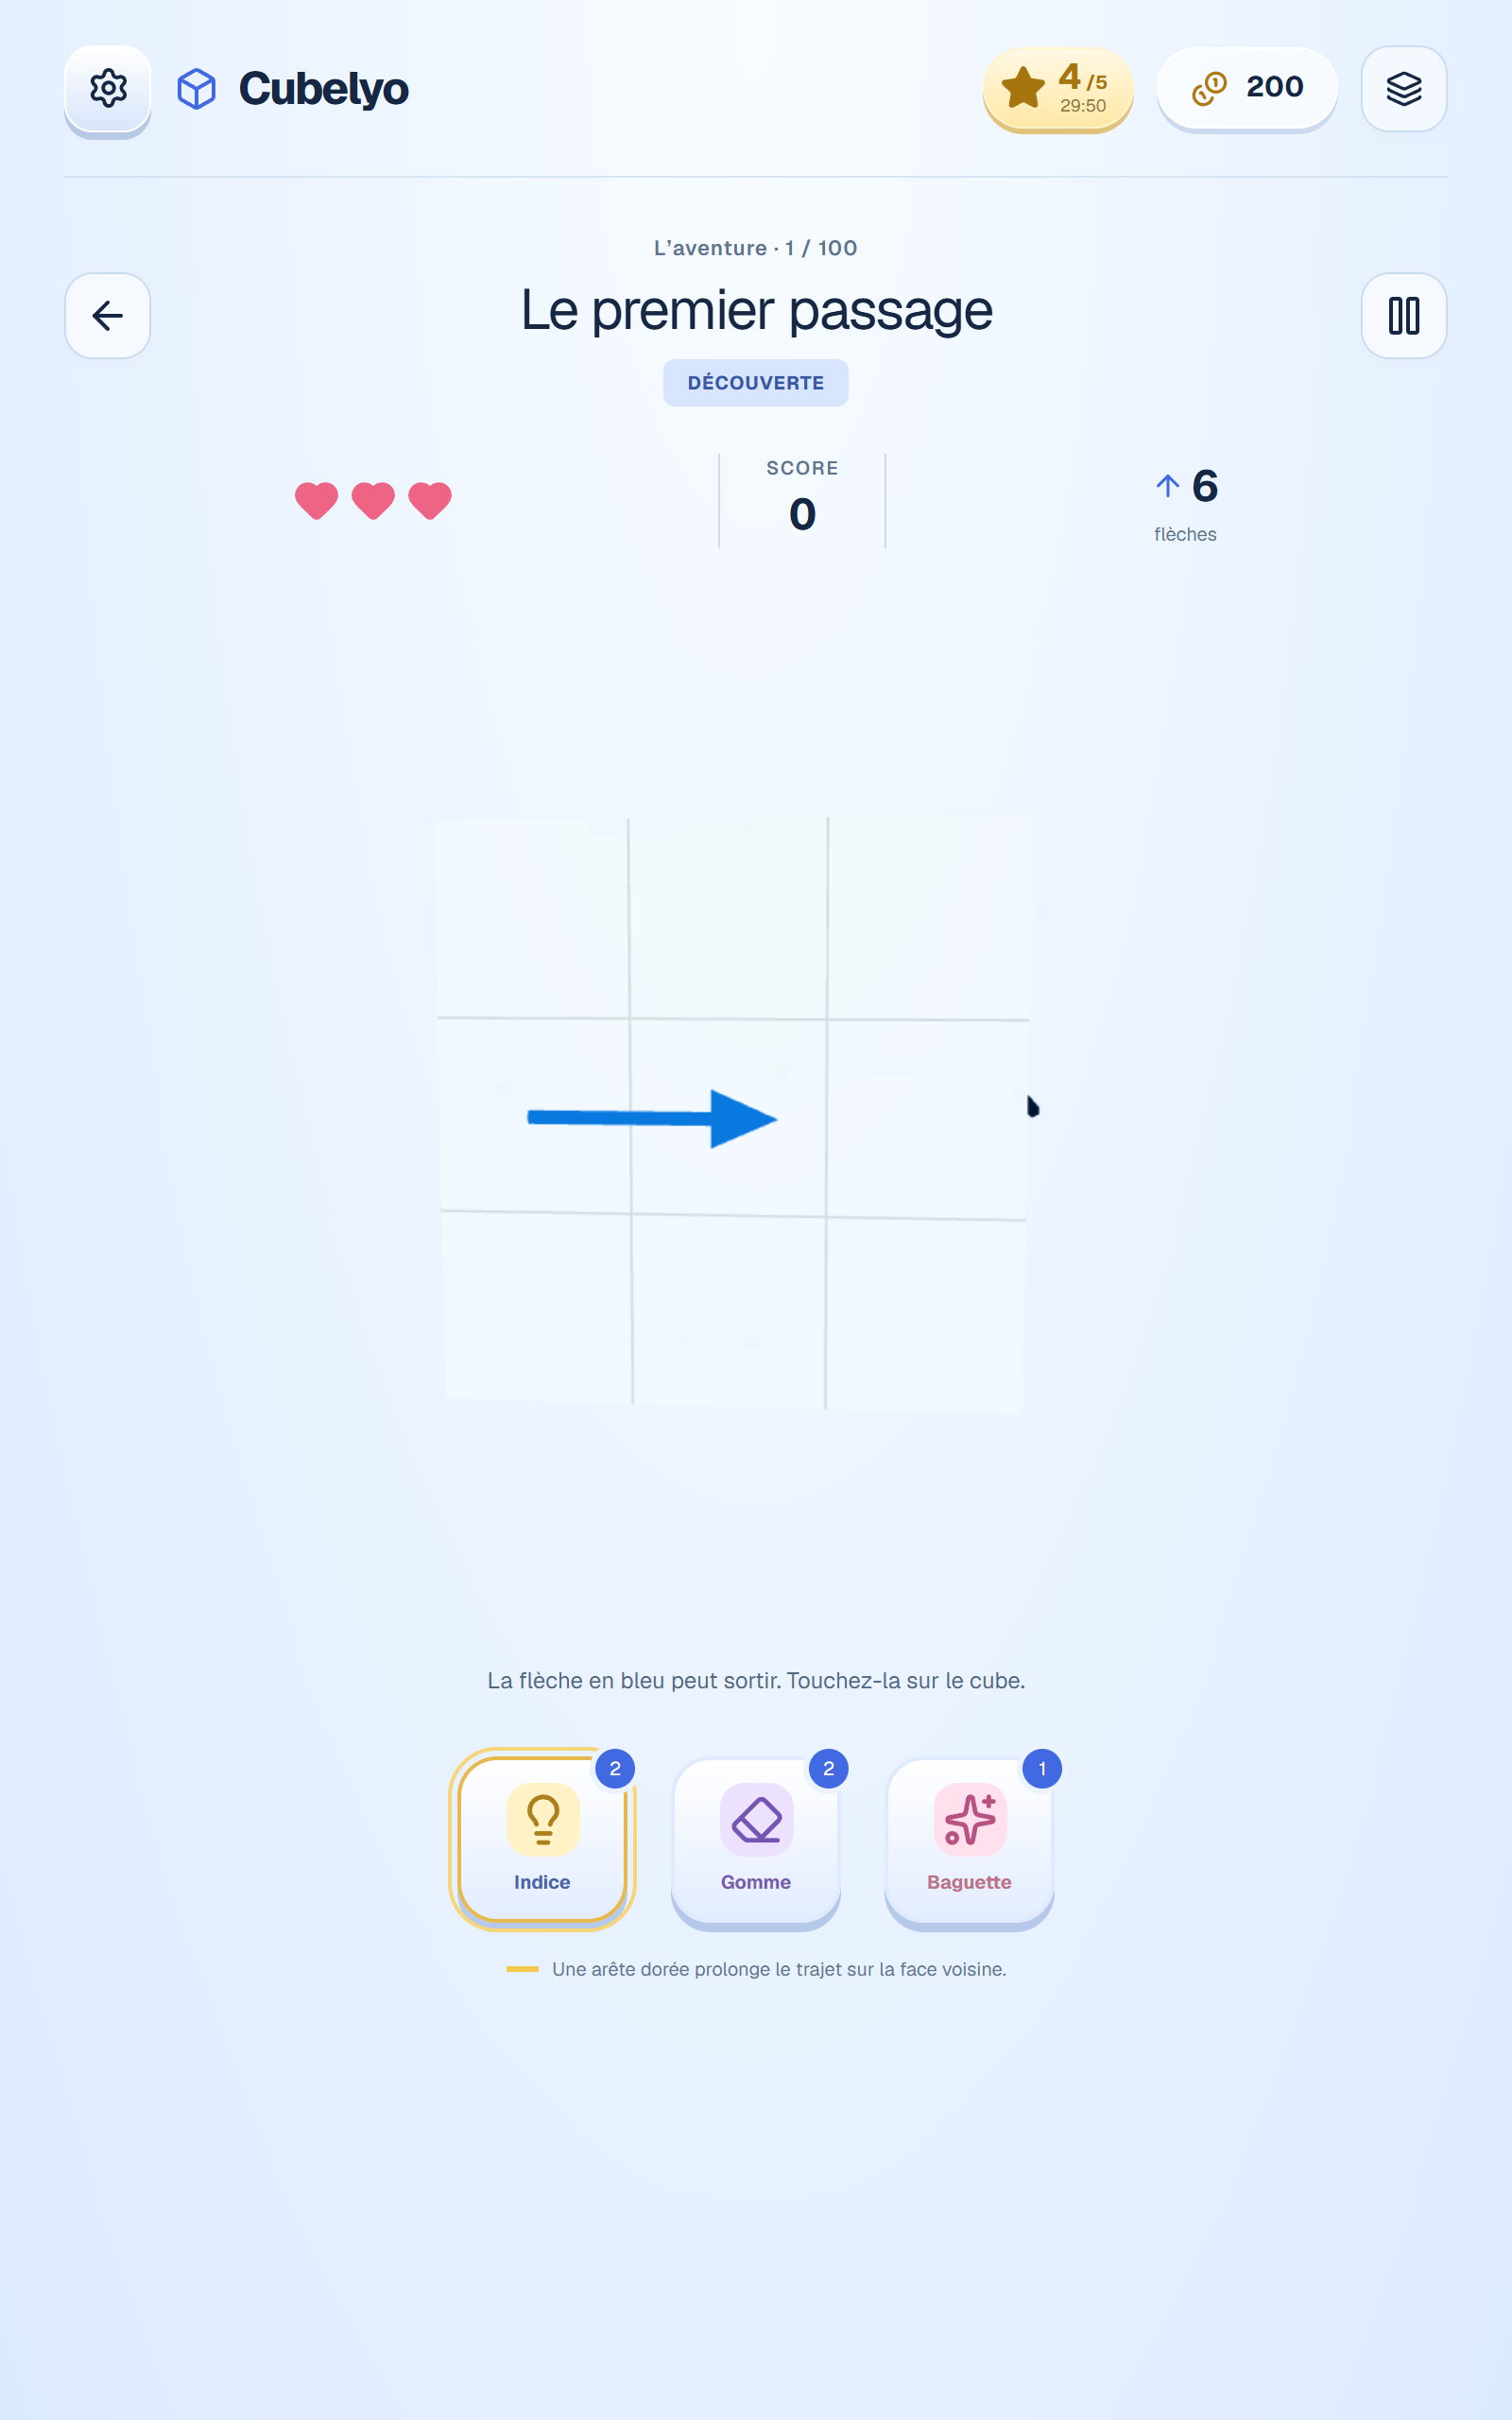 Cubelyo
4 /5
29:50
200
L’aventure · 1 / 100
Le premier passage
DÉCOUVERTE
SCORE
0
6
flèches
La flèche en bleu peut sortir. Touchez-la sur le cube.
2
2
1
Indice
Gomme
Baguette
Une arête dorée prolonge le trajet sur la face voisine.